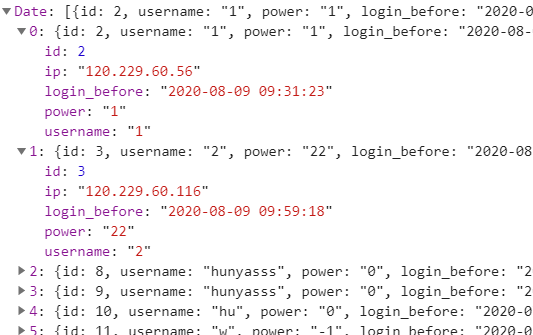 Date: [{id: 2, username: "1", power: "1", login_before: "2020-0
0: {id: 2, username: "1", power: "1", login_before: "2020-08-
id: 2
ip: "120.229.60.56"
login_before: "2020-08-09 09:31:23"
power: "1"
username: "1"
1: {id: 3, username: "2", power: "22", login_before: "2020-08
id: 3
ip: "120.229.60.116"
login_before: "2020-08-09 09:59:18"
power: "22"
username: "2"
2: {id: 8, username: "hunyasss", power: "0", login_before: "2
3: {id: 9, username: "hunyasss", power: "0", login_before: "2
4: {id: 10, username: "hu", power: "0", login_before: "2020-0
5: {id: 11, username: "w", power: "-1", login_before: "2020-0